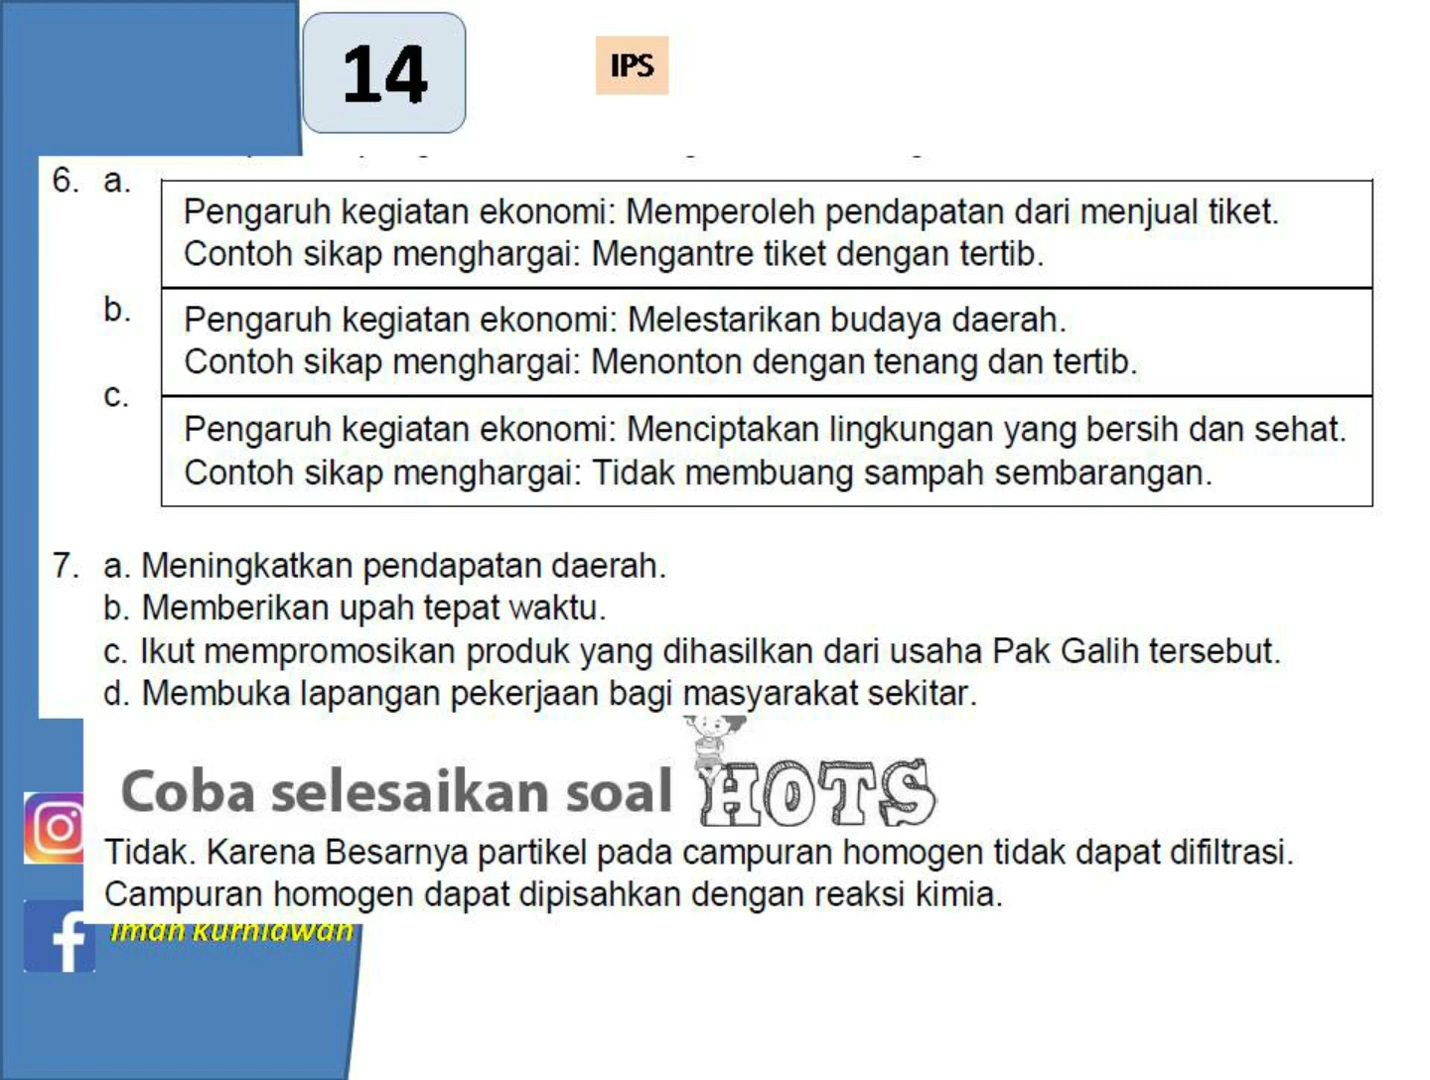 14
IPS
6. a.
Pengaruh kegiatan ekonomi: Memperoleh pendapatan dari menjual tiket.
Contoh sikap menghargai: Mengantre tiket dengan tertib.
b.
Pengaruh kegiatan ekonomi: Melestarikan budaya daerah.
Contoh sikap menghargai: Menonton dengan tenang dan tertib.
c.
Pengaruh kegiatan ekonomi: Menciptakan lingkungan yang bersih dan sehat.
Contoh sikap menghargai: Tidak membuang sampah sembarangan.
7. a. Meningkatkan pendapatan daerah.
b. Memberikan upah tepat waktu.
c. Ikut mempromosikan produk yang dihasilkan dari usaha Pak Galih tersebut.
d. Membuka lapangan pekerjaan bagi masyarakat sekitar.
Coba selesaikan soal HOTS
Tidak. Karena Besarnya partikel pada campuran homogen tidak dapat difiltrasi.
Campuran homogen dapat dipisahkan dengan reaksi kimia.
Iman kurniawan